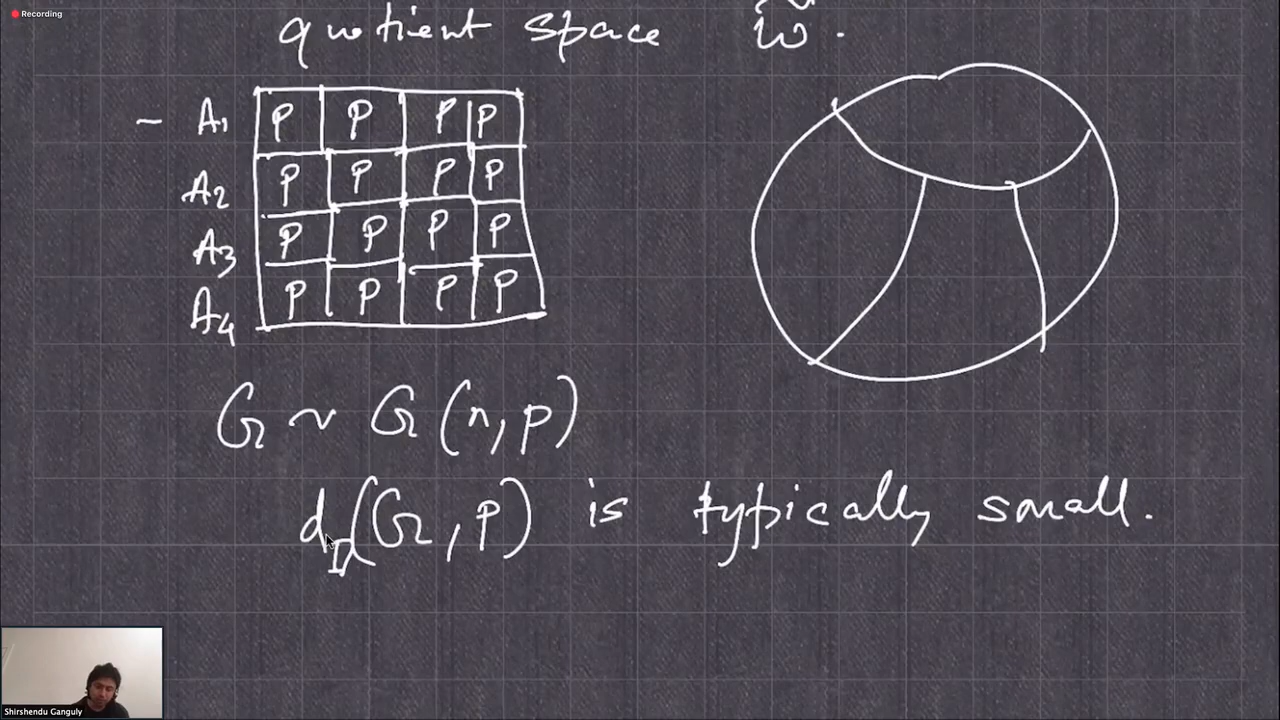 Recording
quotient space W̃.
~ A₁ P P P P
A₂ P P P P
A₃ P P P P
A₄ P P P P
G ~ G(n,p)
d□(G,p) is typically small.
Shirshendu Ganguly